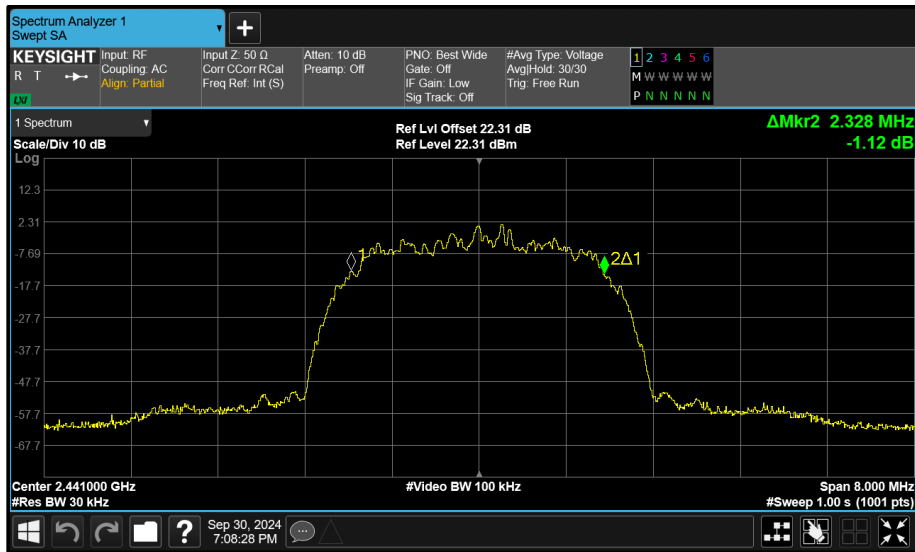 Spectrum Analyzer 1
Swept SA
KEYSIGHT
R T
LXI
Input: RF
Coupling: AC
Align: Partial
Input Z: 50 Ω
Corr CCorr RCal
Freq Ref: Int (S)
Atten: 10 dB
Preamp: Off
PNO: Best Wide
Gate: Off
IF Gain: Low
Sig Track: Off
#Avg Type: Voltage
Avg|Hold: 30/30
Trig: Free Run
1 2 3 4 5 6
M W W W W W
P N N N N N
1 Spectrum
Scale/Div 10 dB
Ref Lvl Offset 22.31 dB
Ref Level 22.31 dBm
ΔMkr2 2.328 MHz
-1.12 dB
Log
12.3
2.31
-7.69
-17.7
-27.7
-37.7
-47.7
-57.7
-67.7
1
2Δ1
Center 2.441000 GHz
#Res BW 30 kHz
#Video BW 100 kHz
Span 8.000 MHz
#Sweep 1.00 s (1001 pts)
Sep 30, 2024
7:08:28 PM